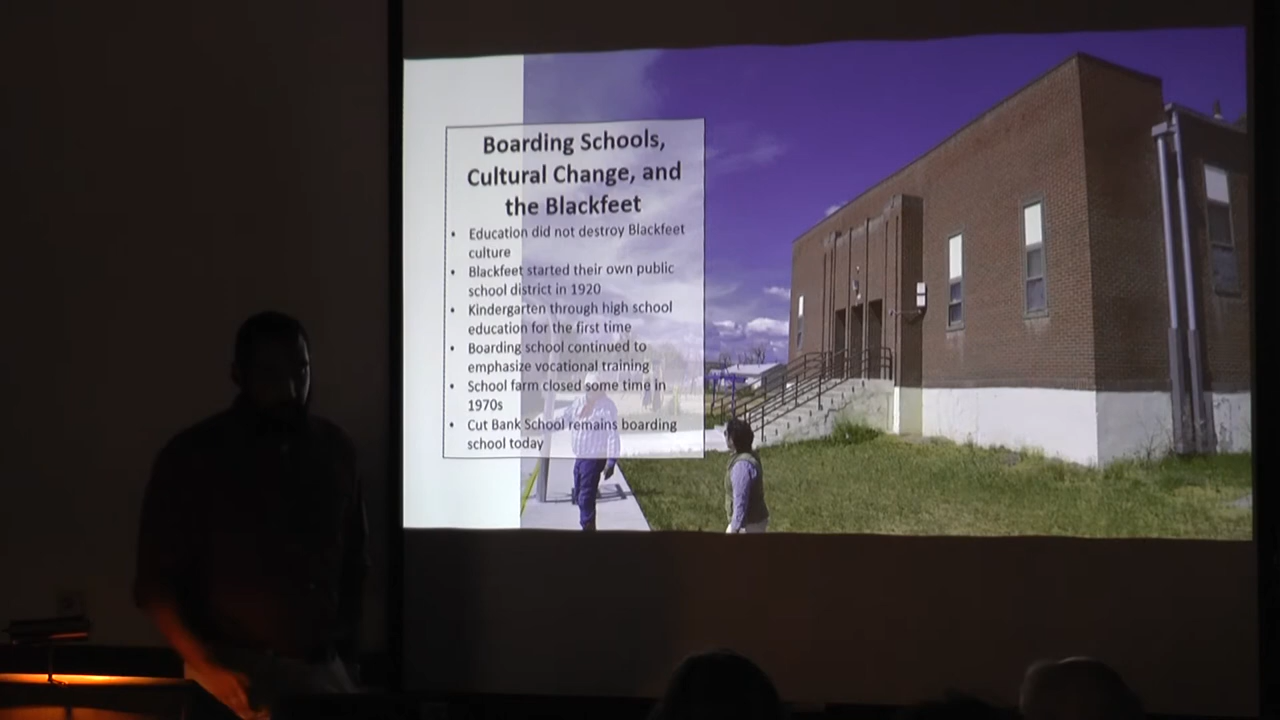 Boarding Schools,
Cultural Change, and
the Blackfeet
• Education did not destroy Blackfeet
culture
• Blackfeet started their own public
school district in 1920
• Kindergarten through high school
education for the first time
• Boarding school continued to
emphasize vocational training
• School farm closed some time in
1970s
• Cut Bank School remains boarding
school today